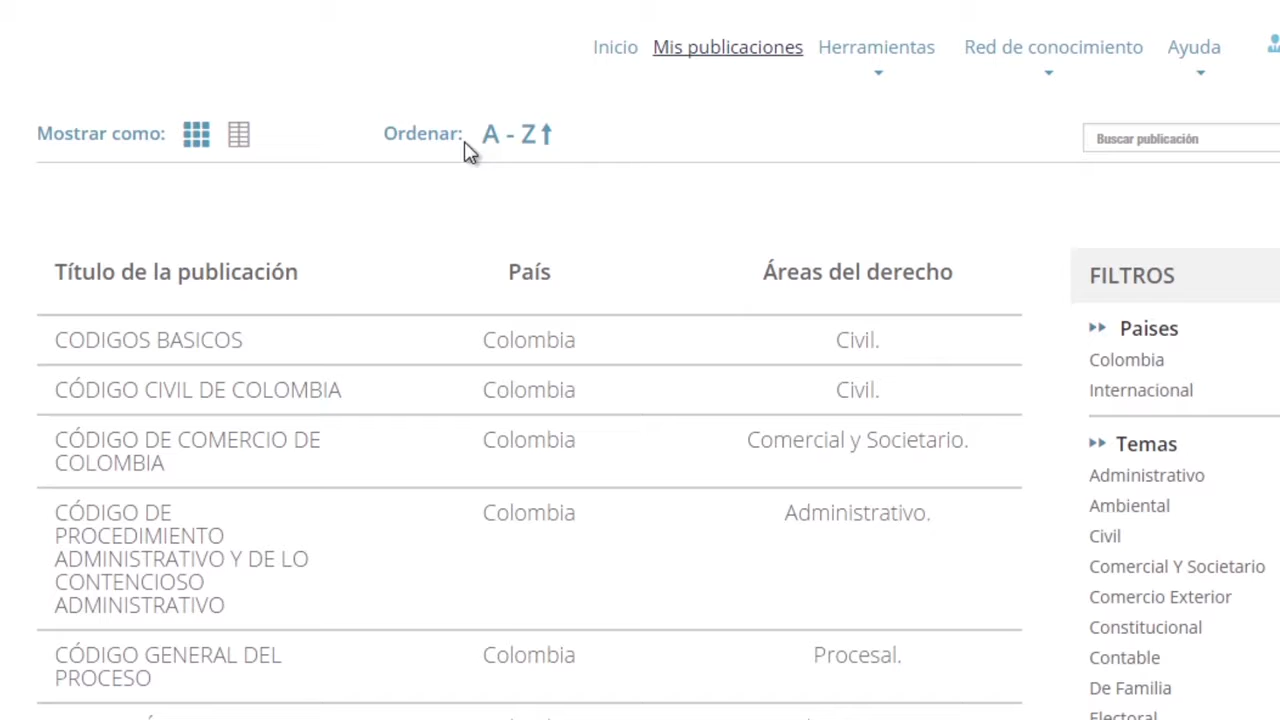 Inicio Mis publicaciones Herramientas Red de conocimiento Ayuda
Mostrar como: Ordenar: A - Z Buscar publicación
Título de la publicación País Áreas del derecho
CODIGOS BASICOS Colombia Civil.
CÓDIGO CIVIL DE COLOMBIA Colombia Civil.
CÓDIGO DE COMERCIO DE Colombia Comercial y Societario.
COLOMBIA
CÓDIGO DE Colombia Administrativo.
PROCEDIMIENTO
ADMINISTRATIVO Y DE LO
CONTENCIOSO
ADMINISTRATIVO
CÓDIGO GENERAL DEL Colombia Procesal.
PROCESO
FILTROS
Paises
Colombia
Internacional
Temas
Administrativo
Ambiental
Civil
Comercial Y Societario
Comercio Exterior
Constitucional
Contable
De Familia
Electoral